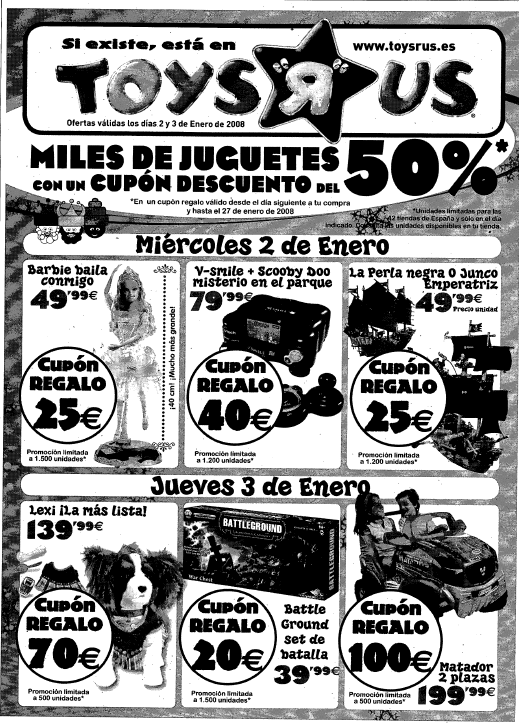 Si existe, está en
www.toysrus.es
TOYS R US
Ofertas válidas los días 2 y 3 de Enero de 2008
MILES DE JUGUETES
CON UN CUPÓN DESCUENTO DEL 50%*
*En un cupón regalo válido desde el día siguiente a tu compra
y hasta el 27 de enero de 2008
*Unidades limitadas para las
42 tiendas de España y sólo en el día
indicado. las unidades disponibles en tu tienda.
Miércoles 2 de Enero
Barbie baila
conmigo
49'99€
¡40 cm! ¡Mucho más grande!
Cupón
REGALO
25€
Promoción limitada
a 1.500 unidades*
V-smile + Scooby Doo
misterio en el parque
79'99€
Cupón
REGALO
40€
Promoción limitada
a 1.200 unidades*
La Perla negra O Junco
Emperatriz
49'99€
Precio unidad
Cupón
REGALO
25€
Promoción limitada
a 1.200 unidades*
Jueves 3 de Enero
Lexi ¡La más lista!
139'99€
Cupón
REGALO
70€
Promoción limitada
a 500 unidades*
BATTLEGROUND
War Chest
Cupón
REGALO
20€
Promoción limitada
a 1.500 unidades*
Battle
Ground
set de
batalla
39'99€
Cupón
REGALO
100€
Promoción limitada
a 500 unidades*
Matador
2 plazas
199'99€